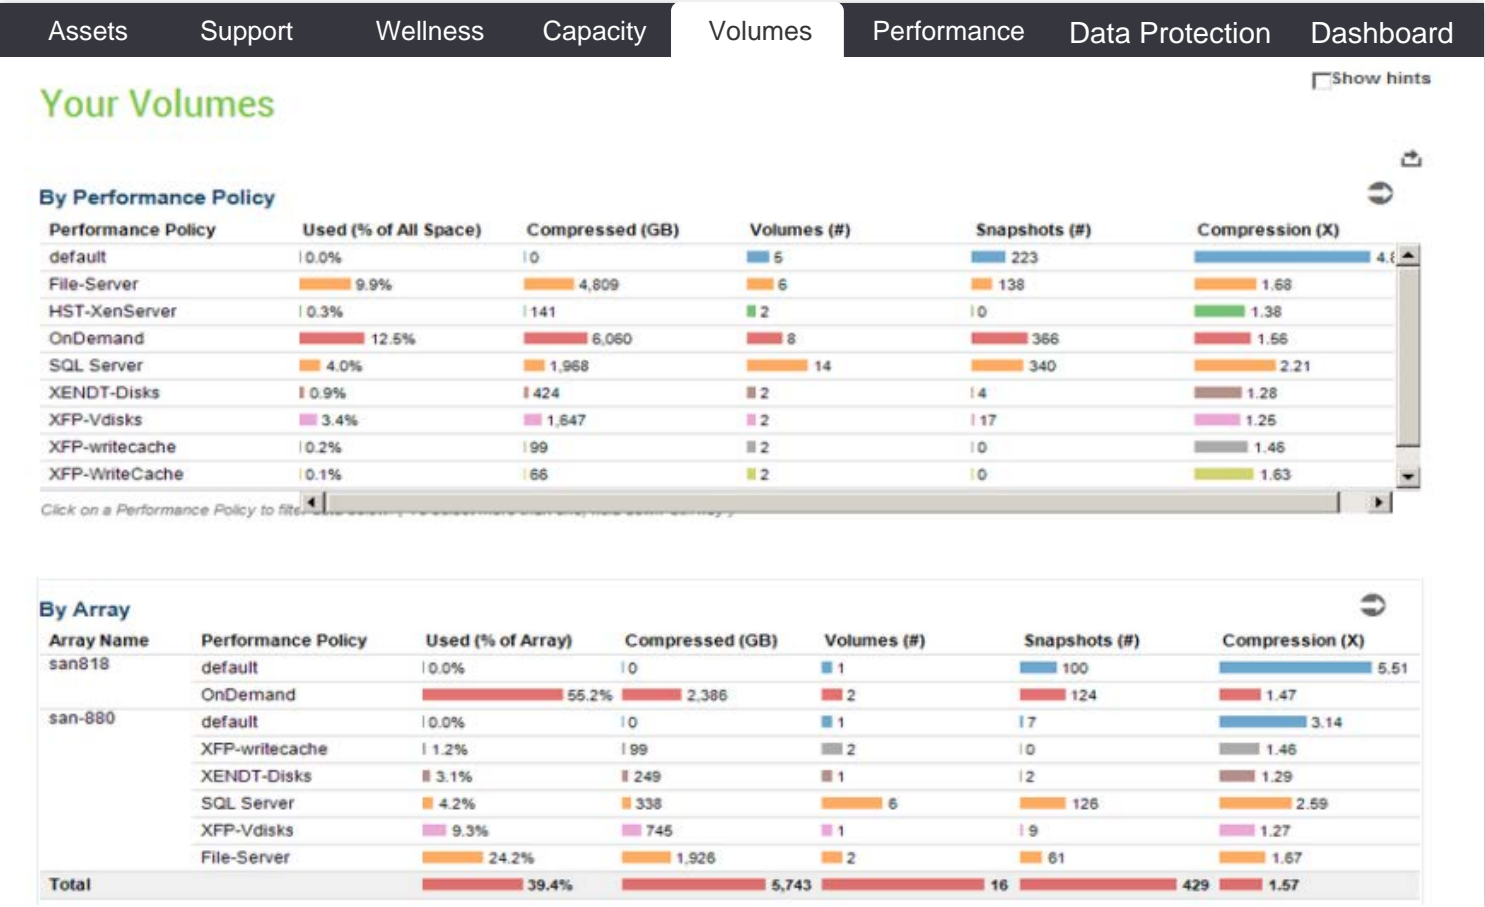 Assets Support Wellness Capacity Volumes Performance Data Protection Dashboard
Show hints
Your Volumes
By Performance Policy
Performance Policy Used (% of All Space) Compressed (GB) Volumes (#) Snapshots (#) Compression (X)
default 0.0% 0 5 223 4.8
File-Server 9.9% 4,809 6 138 1.68
HST-XenServer 0.3% 141 2 0 1.38
OnDemand 12.5% 6,060 8 366 1.56
SQL Server 4.0% 1,968 14 340 2.21
XENDT-Disks 0.9% 424 2 4 1.28
XFP-Vdisks 3.4% 1,647 2 17 1.25
XFP-writecache 0.2% 99 2 0 1.46
XFP-WriteCache 0.1% 66 2 0 1.63
Click on a Performance Policy to
By Array
Array Name Performance Policy Used (% of Array) Compressed (GB) Volumes (#) Snapshots (#) Compression (X)
san818 default 0.0% 0 1 100 5.51
OnDemand 55.2% 2,386 2 124 1.47
san-880 default 0.0% 0 1 7 3.14
XFP-writecache 1.2% 99 2 0 1.46
XENDT-Disks 3.1% 249 1 2 1.29
SQL Server 4.2% 338 6 126 2.59
XFP-Vdisks 9.3% 745 1 9 1.27
File-Server 24.2% 1,926 2 61 1.67
Total 39.4% 5,743 16 429 1.57